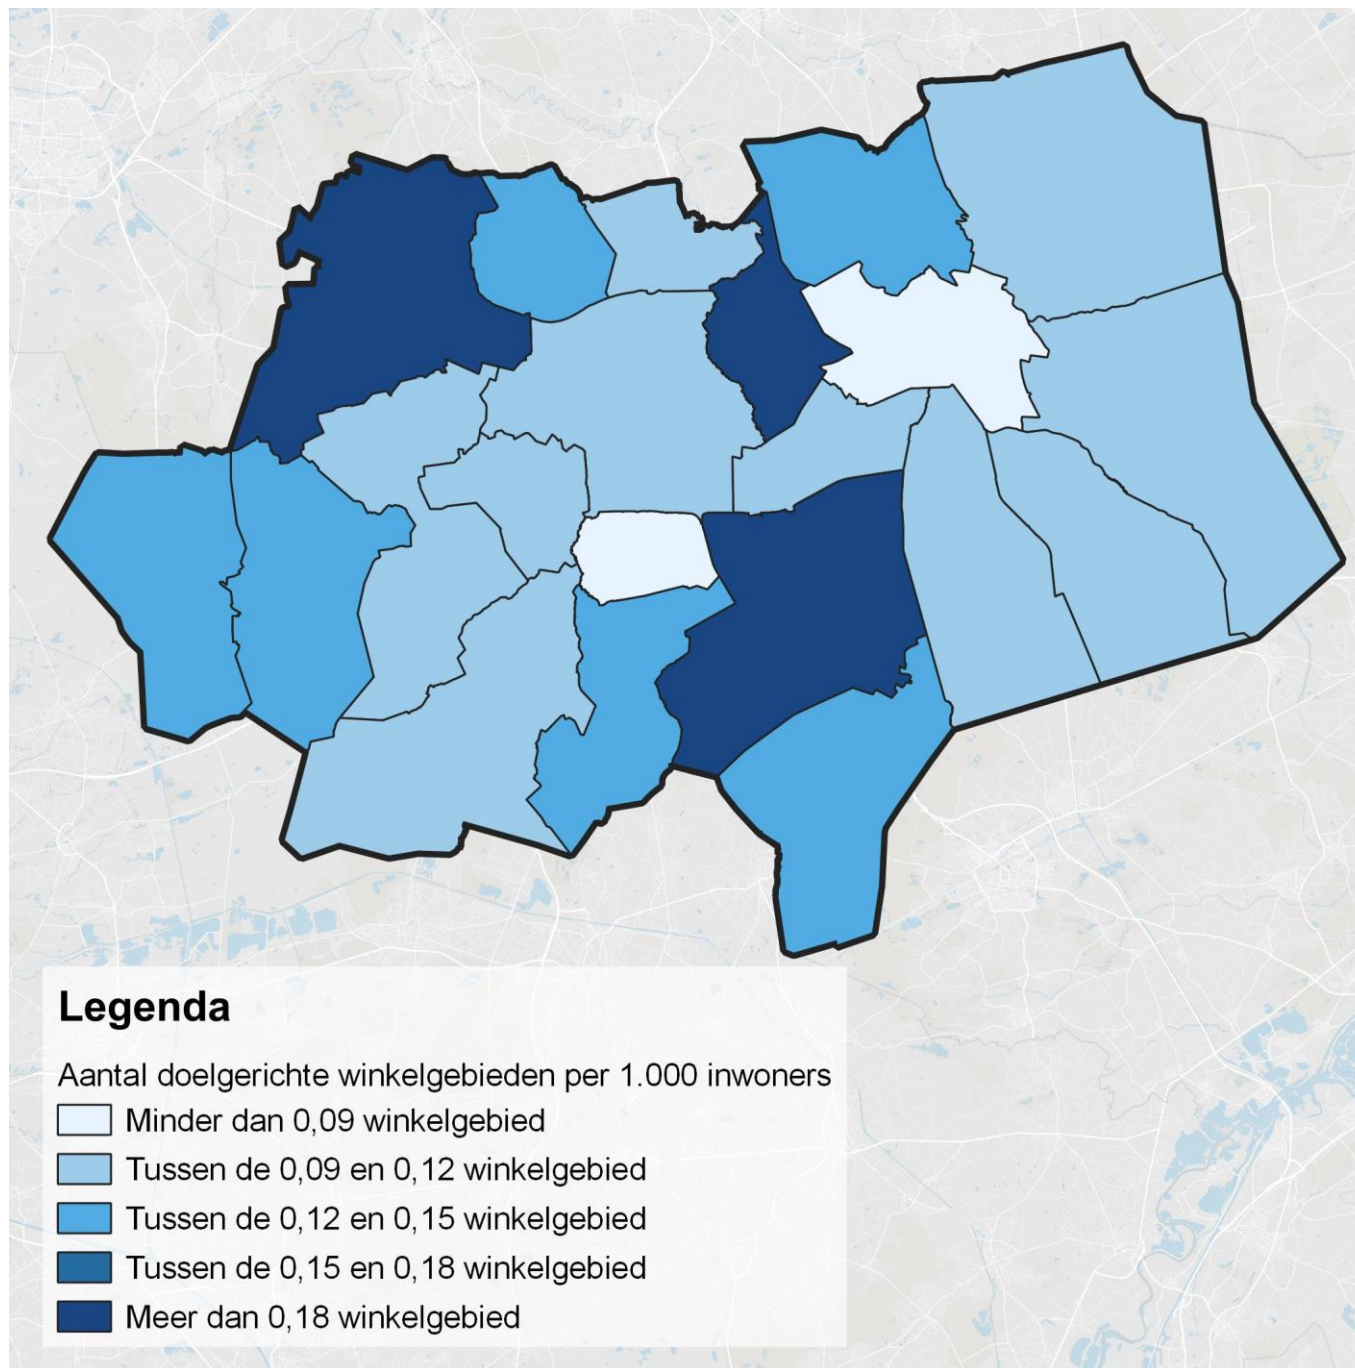 Legenda
Aantal doelgerichte winkelgebieden per 1.000 inwoners
Minder dan 0,09 winkelgebied
Tussen de 0,09 en 0,12 winkelgebied
Tussen de 0,12 en 0,15 winkelgebied
Tussen de 0,15 en 0,18 winkelgebied
Meer dan 0,18 winkelgebied